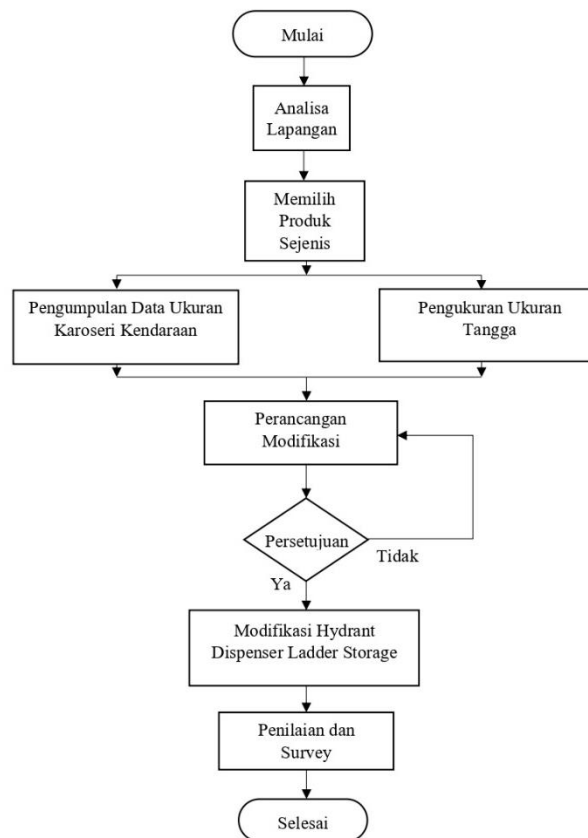 Mulai
Analisa
Lapangan
Memilih
Produk
Sejenis
Pengumpulan Data Ukuran
Karoseri Kendaraan
Pengukuran Ukuran
Tangga
Perancangan
Modifikasi
Persetujuan
Tidak
Ya
Modifikasi Hydrant
Dispenser Ladder Storage
Penilaian dan
Survey
Selesai